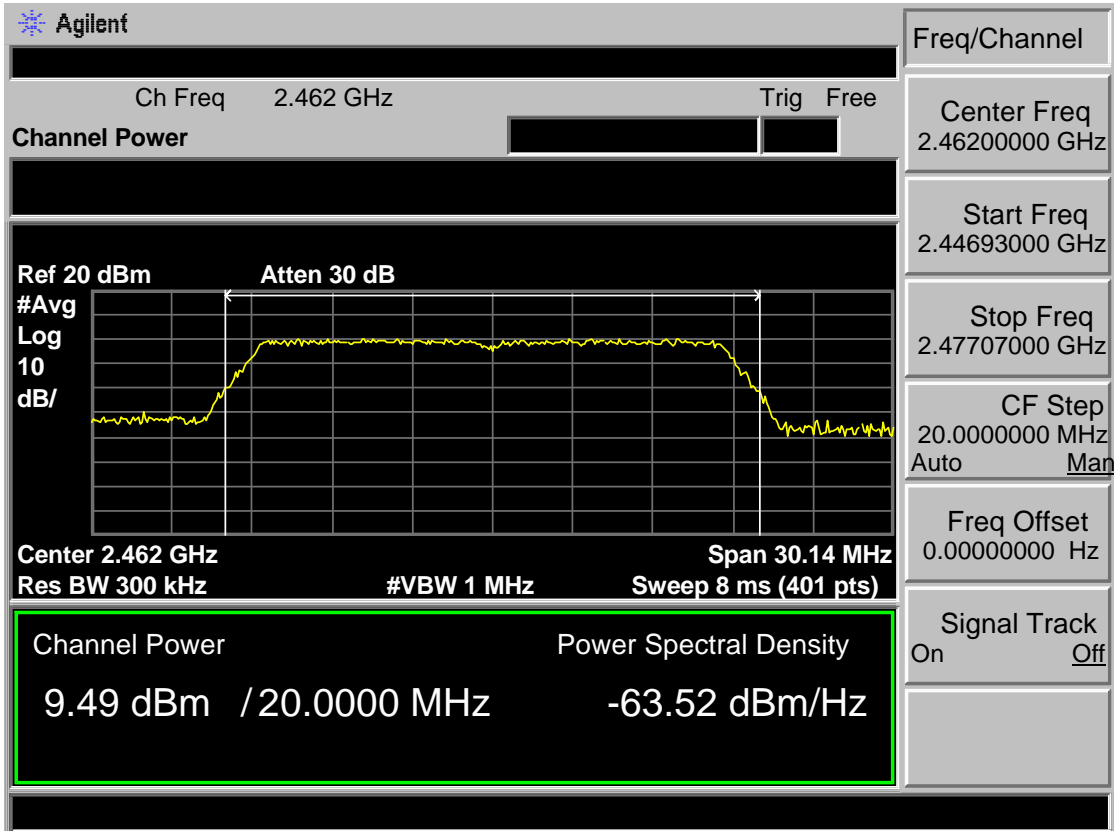 Agilent
Freq/Channel
Ch Freq 2.462 GHz Trig Free
Channel Power
Center Freq
2.46200000 GHz
Start Freq
2.44693000 GHz
Stop Freq
2.47707000 GHz
CF Step
20.0000000 MHz
Auto Man
Freq Offset
0.00000000 Hz
Signal Track
On Off
Ref 20 dBm Atten 30 dB
#Avg
Log
10
dB/
Center 2.462 GHz Span 30.14 MHz
Res BW 300 kHz #VBW 1 MHz Sweep 8 ms (401 pts)
Channel Power Power Spectral Density
9.49 dBm / 20.0000 MHz -63.52 dBm/Hz